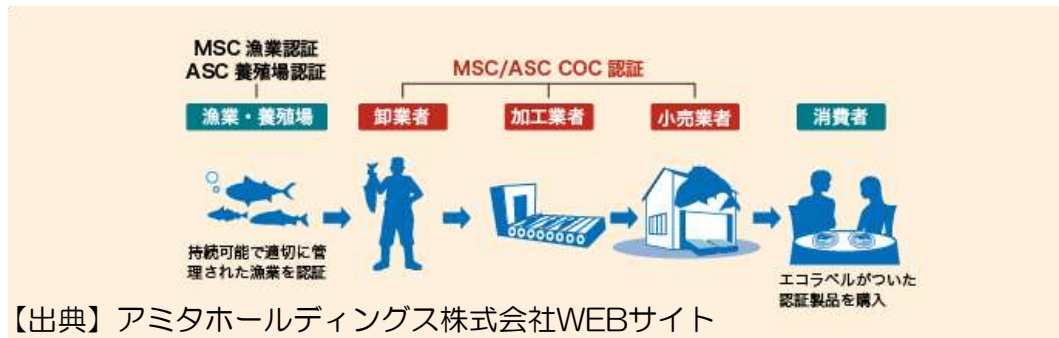 MSC 漁業認証
ASC 養殖場認証
MSC/ASC COC 認証
漁業・養殖場
卸業者
加工業者
小売業者
消費者
持続可能で適切に管
理された漁業を認証
エコラベルがついた
認証製品を購入
【出典】アミタホールディングス株式会社WEBサイト